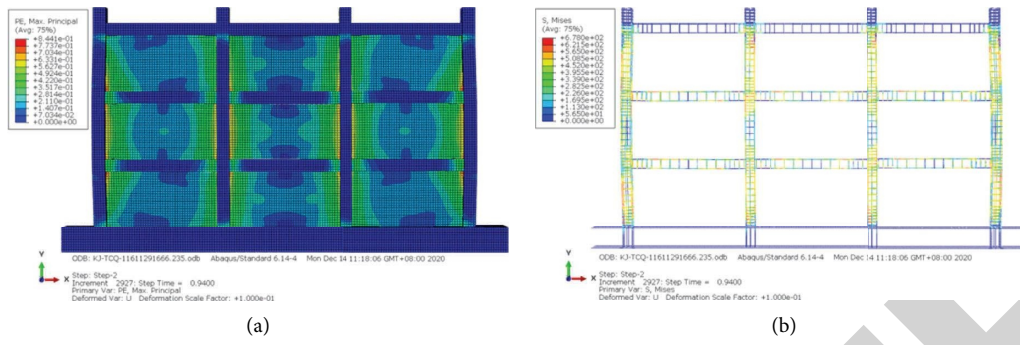 PE, Max. Principal
(Avg: 75%)
+8.441e-01
+7.737e-01
+7.034e-01
+6.331e-01
+5.627e-01
+4.924e-01
+4.220e-01
+3.517e-01
+2.814e-01
+2.110e-01
+1.407e-01
+7.034e-02
+0.000e+00
Y
X
ODB: KJ-TCQ-11611291666.235.odb Abaqus/Standard 6.14-4 Mon Dec 14 11:18:06 GMT+08:00 2020
Step: Step-2
Increment 2927: Step Time = 0.9400
Primary Var: PE, Max. Principal
Deformed Var: U Deformation Scale Factor: +1.000e-01
(a)
S, Mises
(Avg: 75%)
+6.780e+02
+6.215e+02
+5.650e+02
+5.085e+02
+4.520e+02
+3.955e+02
+3.390e+02
+2.825e+02
+2.260e+02
+1.695e+02
+1.130e+02
+5.650e+01
+0.000e+00
Y
X
ODB: KJ-TCQ-11611291666.235.odb Abaqus/Standard 6.14-4 Mon Dec 14 11:18:06 GMT+08:00 2020
Step: Step-2
Increment 2927: Step Time = 0.9400
Primary Var: S, Mises
Deformed Var: U Deformation Scale Factor: +1.000e-01
(b)